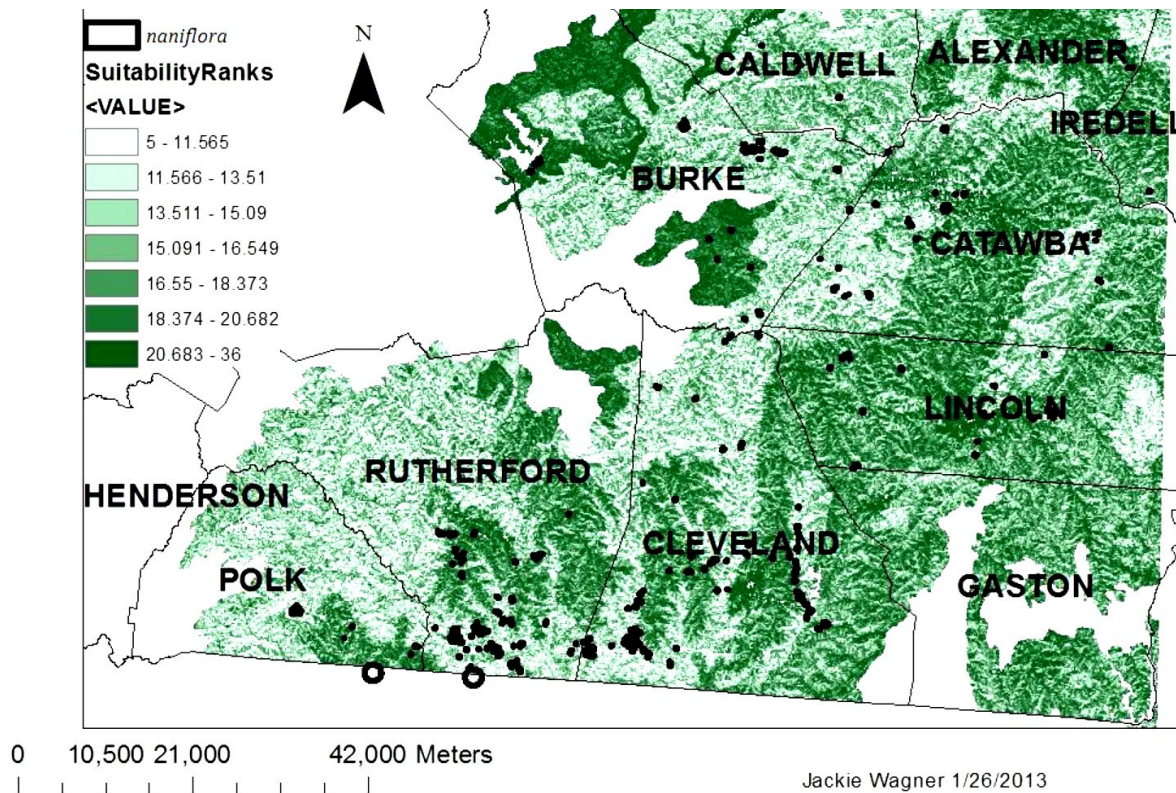 naniflora
SuitabilityRanks
<VALUE>
5 - 11.565
11.566 - 13.51
13.511 - 15.09
15.091 - 16.549
16.55 - 18.373
18.374 - 20.682
20.683 - 36
N
CALDWELL
ALEXANDER
IREDELL
BURKE
CATAWBA
LINCOLN
RUTHERFORD
HENDERSON
CLEVELAND
POLK
GASTON
0 10,500 21,000 42,000 Meters
Jackie Wagner 1/26/2013